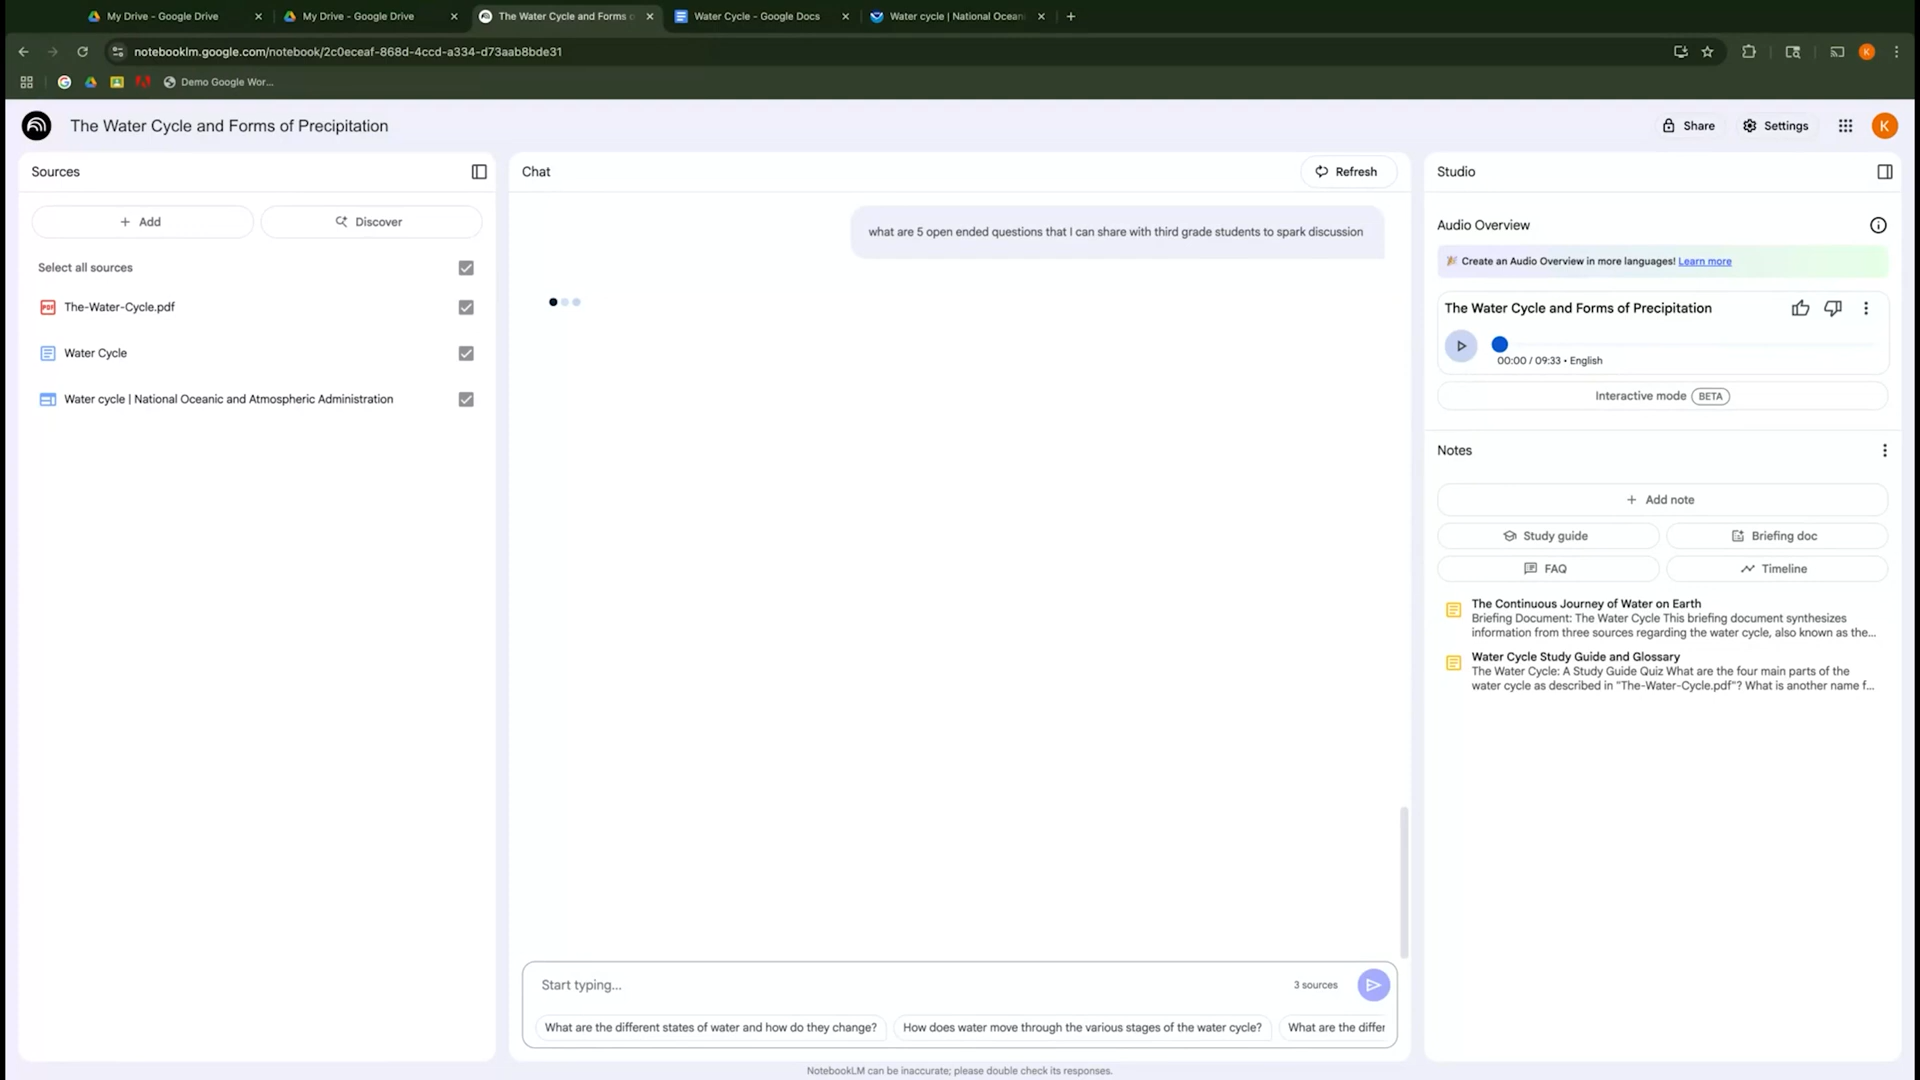 My Drive - Google Drive
My Drive - Google Drive
The Water Cycle and Forms o
Water Cycle - Google Docs
Water cycle | National Ocean
notebooklm.google.com/notebook/2c0eceaf-868d-4ccd-a334-d73aab8bde31
K
Demo Google Wor...
The Water Cycle and Forms of Precipitation
Share
Settings
K
Sources
Add
Discover
Select all sources
PDF
The-Water-Cycle.pdf
Water Cycle
Water cycle | National Oceanic and Atmospheric Administration
Chat
Refresh
what are 5 open ended questions that I can share with third grade students to spark discussion
Start typing...
3 sources
What are the different states of water and how do they change?
How does water move through the various stages of the water cycle?
What are the differ
NotebookLM can be inaccurate; please double check its responses.
Studio
Audio Overview
Create an Audio Overview in more languages! Learn more
The Water Cycle and Forms of Precipitation
00:00 / 09:33 • English
Interactive mode BETA
Notes
Add note
Study guide
Briefing doc
FAQ
Timeline
The Continuous Journey of Water on Earth
Briefing Document: The Water Cycle This briefing document synthesizes
information from three sources regarding the water cycle, also known as the...
Water Cycle Study Guide and Glossary
The Water Cycle: A Study Guide Quiz What are the four main parts of the
water cycle as described in "The-Water-Cycle.pdf"? What is another name f...